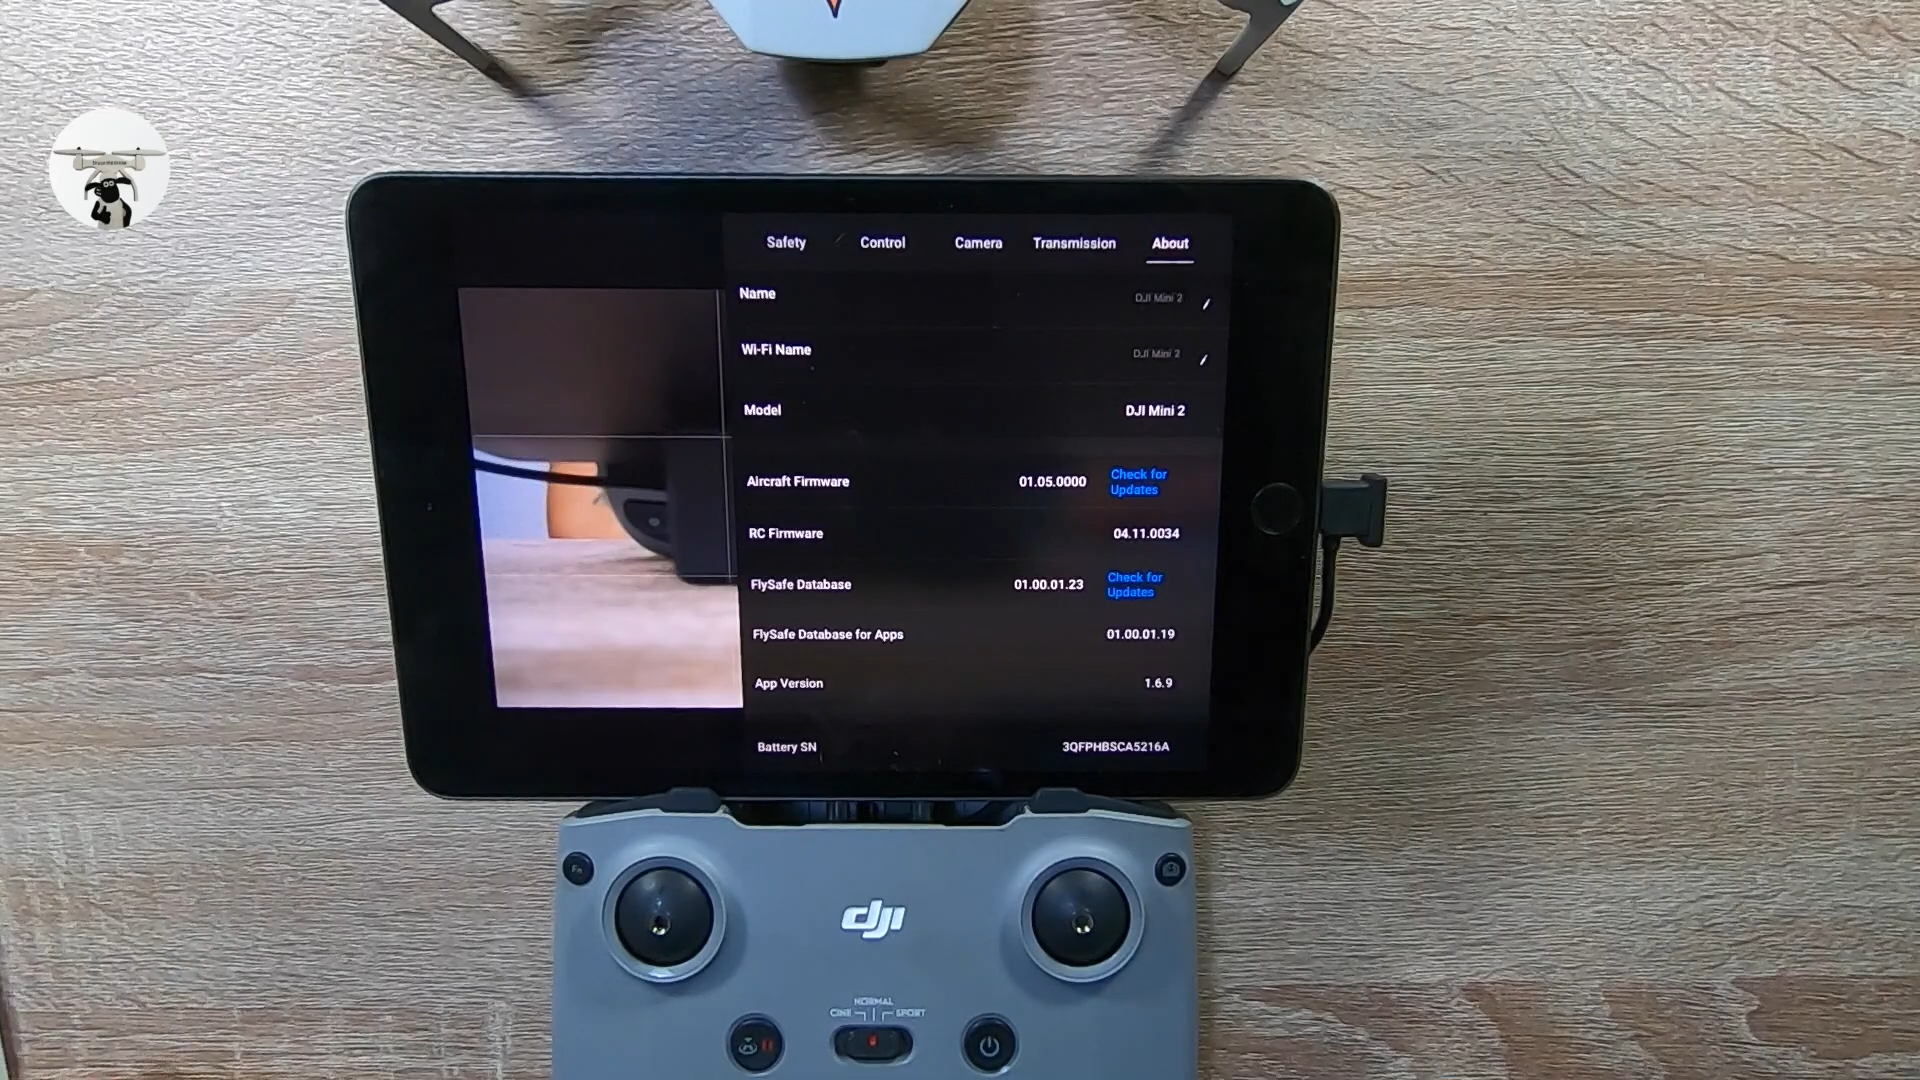 Safety Control Camera Transmission About
Name DJI Mini 2
Wi-Fi Name DJI Mini 2
Model DJI Mini 2
Aircraft Firmware 01.05.0000 Check for
Updates
RC Firmware 04.11.0034
FlySafe Database 01.00.01.23 Check for
Updates
FlySafe Database for Apps 01.00.01.19
App Version 1.6.9
Battery SN 3QFPHBSCA5216A
Fn
dji
NORMAL
CINE SPORT